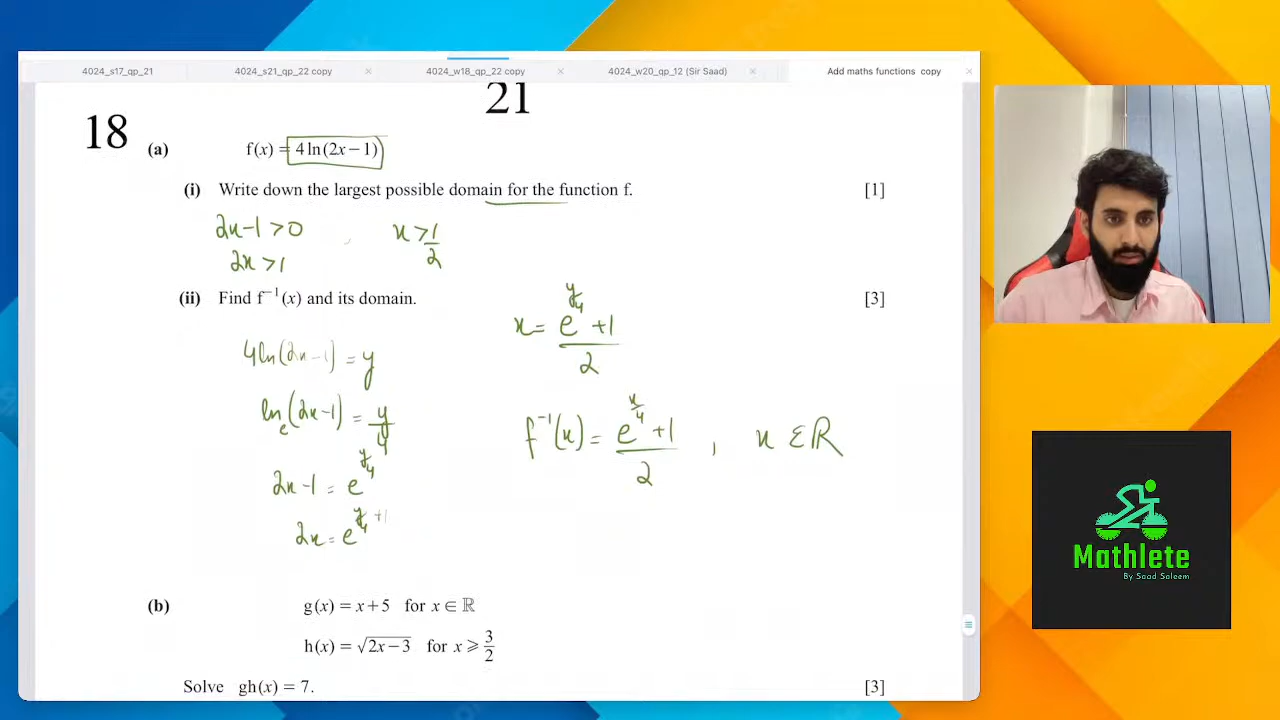 4024_s17_qp_21 4024_s21_qp_22 copy × 4024_w18_qp_22 copy × 4024_w20_qp_12 (Sir Saad) × Add maths functions copy ×
21
18
(a) f(x) = 4 ln(2x − 1)
(i) Write down the largest possible domain for the function f. [1]
2x-1 > 0 , x > 1/2
2x > 1
(ii) Find f⁻¹(x) and its domain. [3]
x = (e^(y/4) + 1)/2
4ln(2x-1) = y
lnₑ(2x-1) = y/4
f⁻¹(x) = (e^(x/4) + 1)/2 , x ∈ ℝ
2x-1 = e^(y/4)
2x = e^(y/4) +1
(b) g(x) = x + 5 for x ∈ ℝ
h(x) = √(2x − 3) for x ⩾ 3/2
Solve gh(x) = 7. [3]
Mathlete
By Saad Saleem